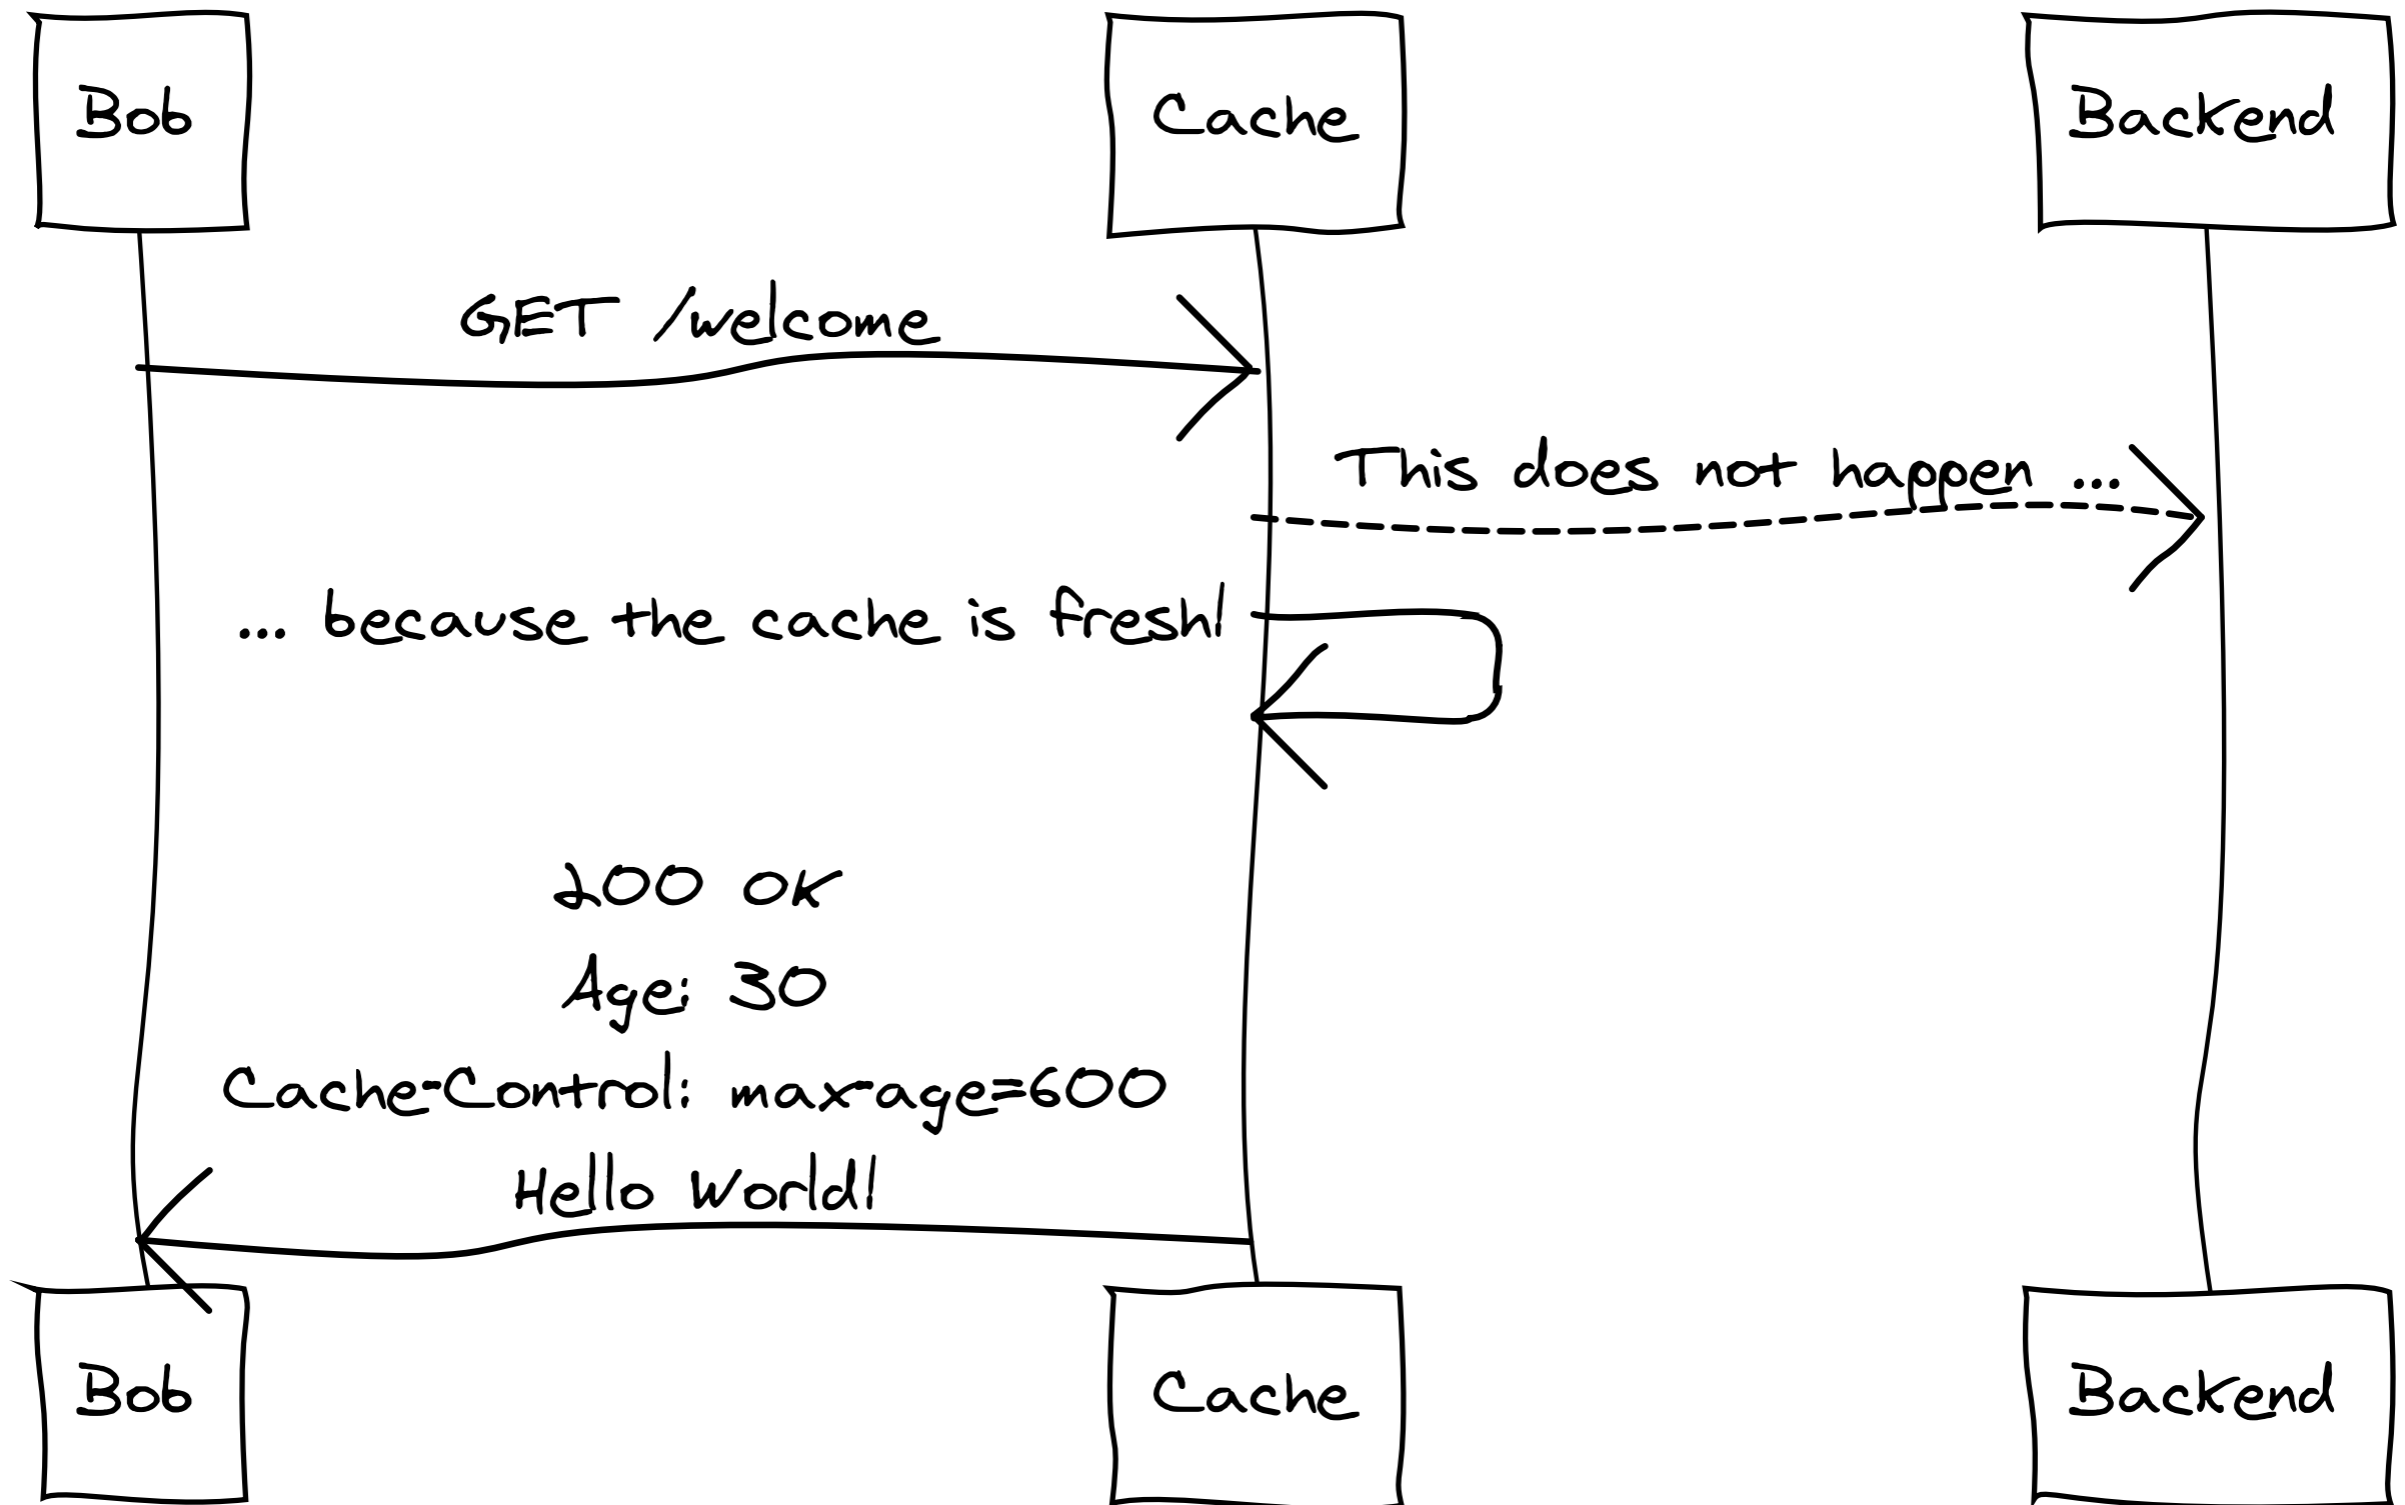 Bob
Cache
Backend
GET /welcome
This does not happen ...
... because the cache is fresh!
200 OK
Age: 30
Cache-Control: max-age=600
Hello World!
Bob
Cache
Backend